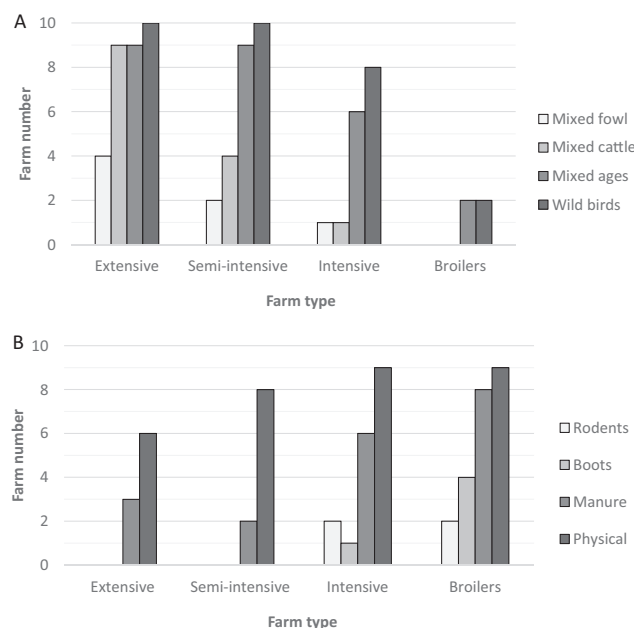 A
10
8
6
4
2
0
Farm number
Extensive Semi-intensive Intensive Broilers
Farm type
Mixed fowl
Mixed cattle
Mixed ages
Wild birds
B
10
8
6
4
2
0
Farm number
Extensive Semi-intensive Intensive Broilers
Farm type
Rodents
Boots
Manure
Physical